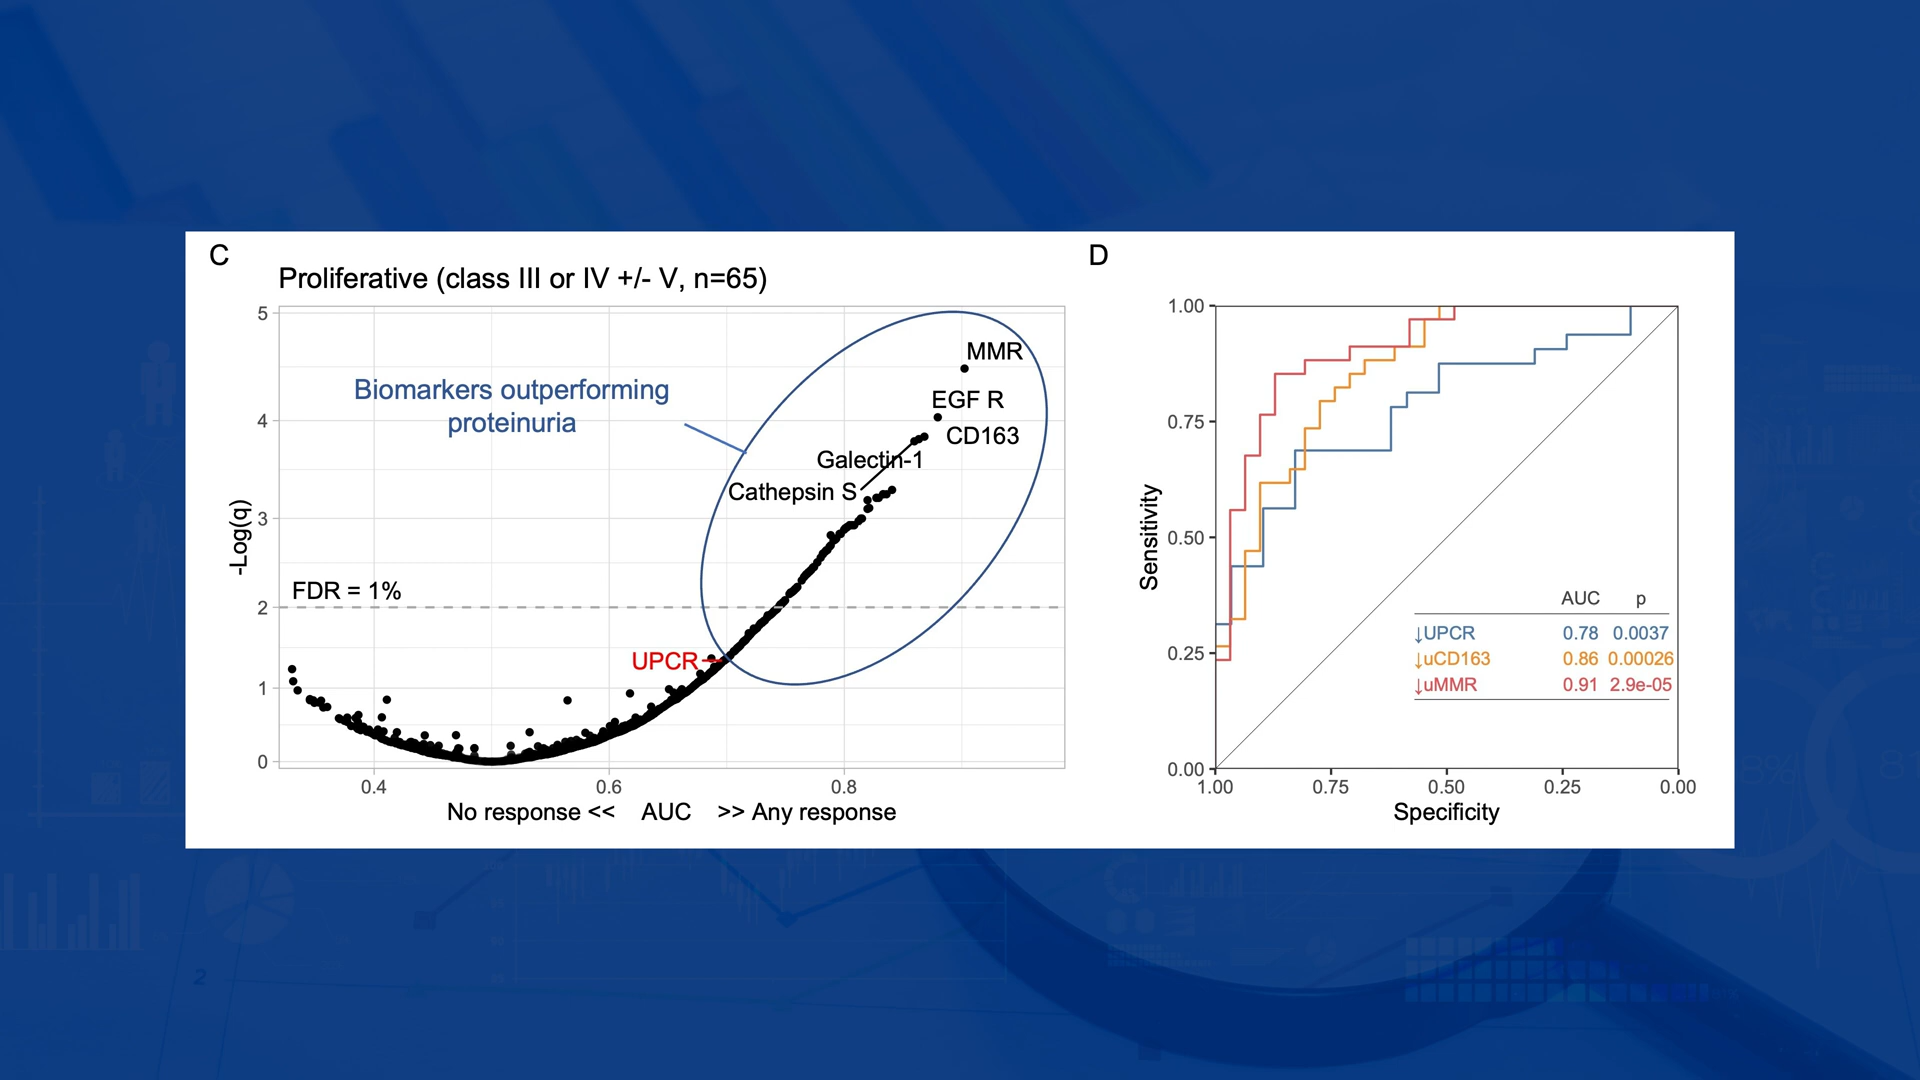 C
Proliferative (class III or IV +/- V, n=65)
5
4
3
2
1
0
-Log(q)
Biomarkers outperforming
proteinuria
MMR
EGF R
CD163
Galectin-1
Cathepsin S
FDR = 1%
UPCR
0.4 0.6 0.8
No response << AUC >> Any response
D
1.00
0.75
0.50
0.25
0.00
Sensitivity
AUC p
↓UPCR 0.78 0.0037
↓uCD163 0.86 0.00026
↓uMMR 0.91 2.9e-05
1.00 0.75 0.50 0.25 0.00
Specificity
2